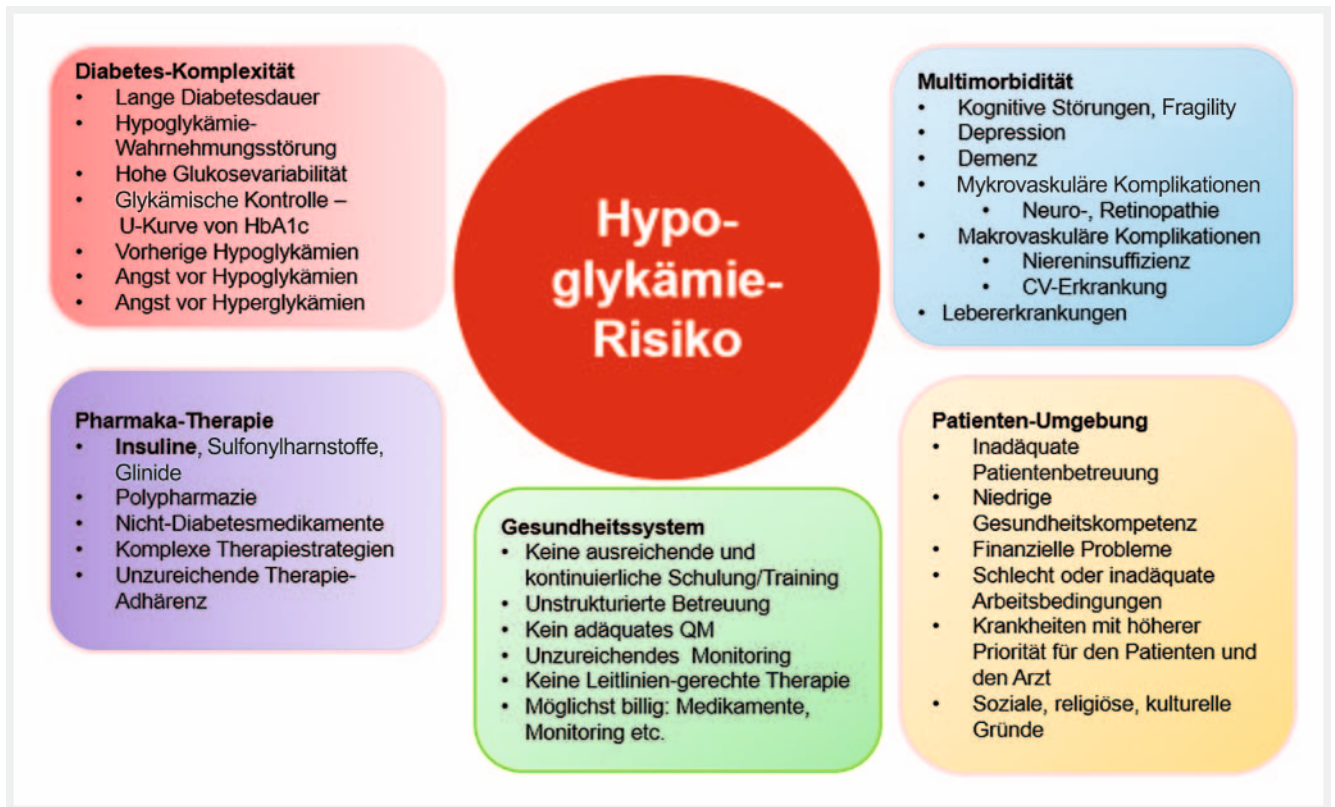 Diabetes-Komplexität
• Lange Diabetesdauer
• Hypoglykämie-
Wahrnehmungsstörung
• Hohe Glukosevariabilität
• Glykämische Kontrolle –
U-Kurve von HbA1c
• Vorherige Hypoglykämien
• Angst vor Hypoglykämien
• Angst vor Hyperglykämien
Hypo-
glykämie-
Risiko
Multimorbidität
• Kognitive Störungen, Fragility
• Depression
• Demenz
• Mykrovaskuläre Komplikationen
• Neuro-, Retinopathie
• Makrovaskuläre Komplikationen
• Niereninsuffizienz
• CV-Erkrankung
• Lebererkrankungen
Pharmaka-Therapie
• Insuline, Sulfonylharnstoffe,
Glinide
• Polypharmazie
• Nicht-Diabetesmedikamente
• Komplexe Therapiestrategien
• Unzureichende Therapie-
Adhärenz
Gesundheitssystem
• Keine ausreichende und
kontinuierliche Schulung/Training
• Unstrukturierte Betreuung
• Kein adäquates QM
• Unzureichendes Monitoring
• Keine Leitlinien-gerechte Therapie
• Möglichst billig: Medikamente,
Monitoring etc.
Patienten-Umgebung
• Inadäquate
Patientenbetreuung
• Niedrige
Gesundheitskompetenz
• Finanzielle Probleme
• Schlecht oder inadäquate
Arbeitsbedingungen
• Krankheiten mit höherer
Priorität für den Patienten und
den Arzt
• Soziale, religiöse, kulturelle
Gründe